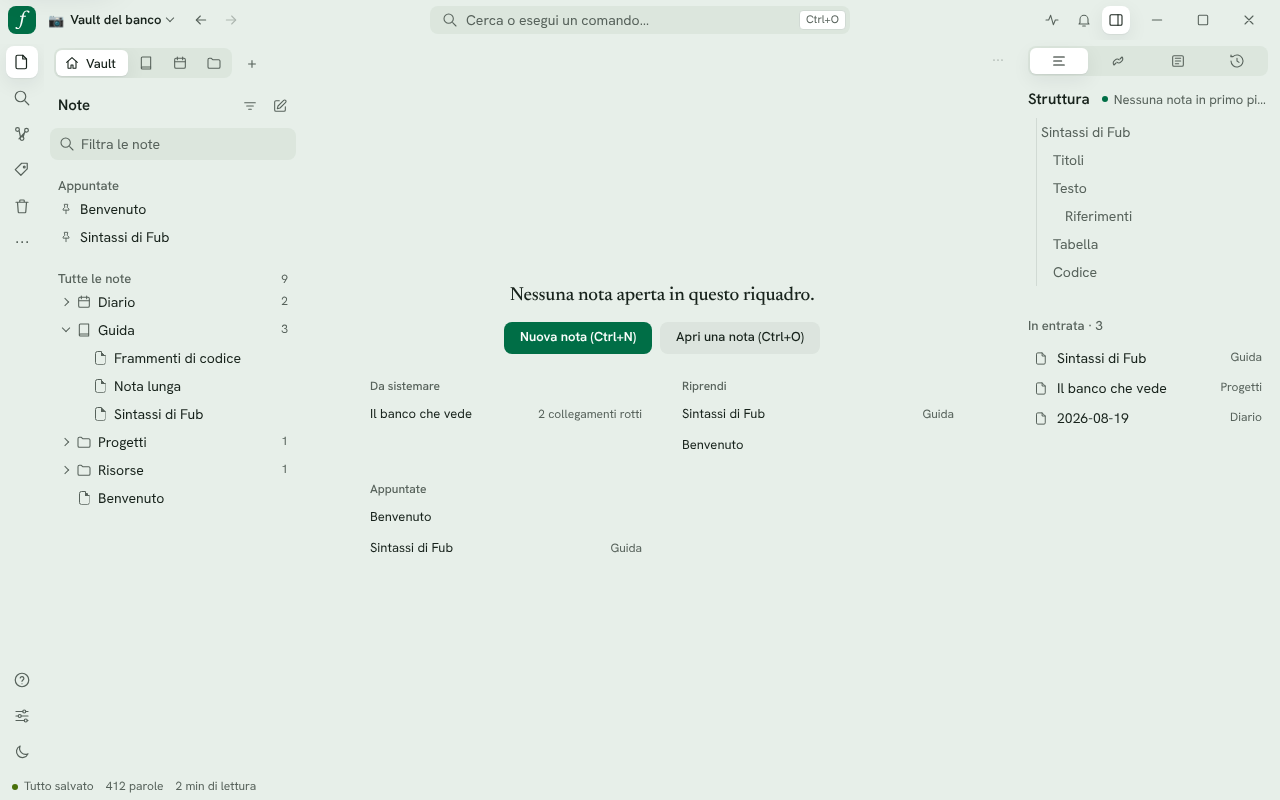 f
Vault del banco
Cerca o esegui un comando...
Ctrl+O
Vault
Note
Filtra le note
Appuntate
Benvenuto
Sintassi di Fub
Tutte le note 9
Diario 2
Guida 3
Frammenti di codice
Nota lunga
Sintassi di Fub
Progetti 1
Risorse 1
Benvenuto
Nessuna nota aperta in questo riquadro.
Nuova nota (Ctrl+N)
Apri una nota (Ctrl+O)
Da sistemare
Il banco che vede 2 collegamenti rotti
Riprendi
Sintassi di Fub Guida
Benvenuto
Appuntate
Benvenuto
Sintassi di Fub Guida
Struttura
Nessuna nota in primo pi...
Sintassi di Fub
Titoli
Testo
Riferimenti
Tabella
Codice
In entrata · 3
Sintassi di Fub Guida
Il banco che vede Progetti
2026-08-19 Diario
Tutto salvato 412 parole 2 min di lettura